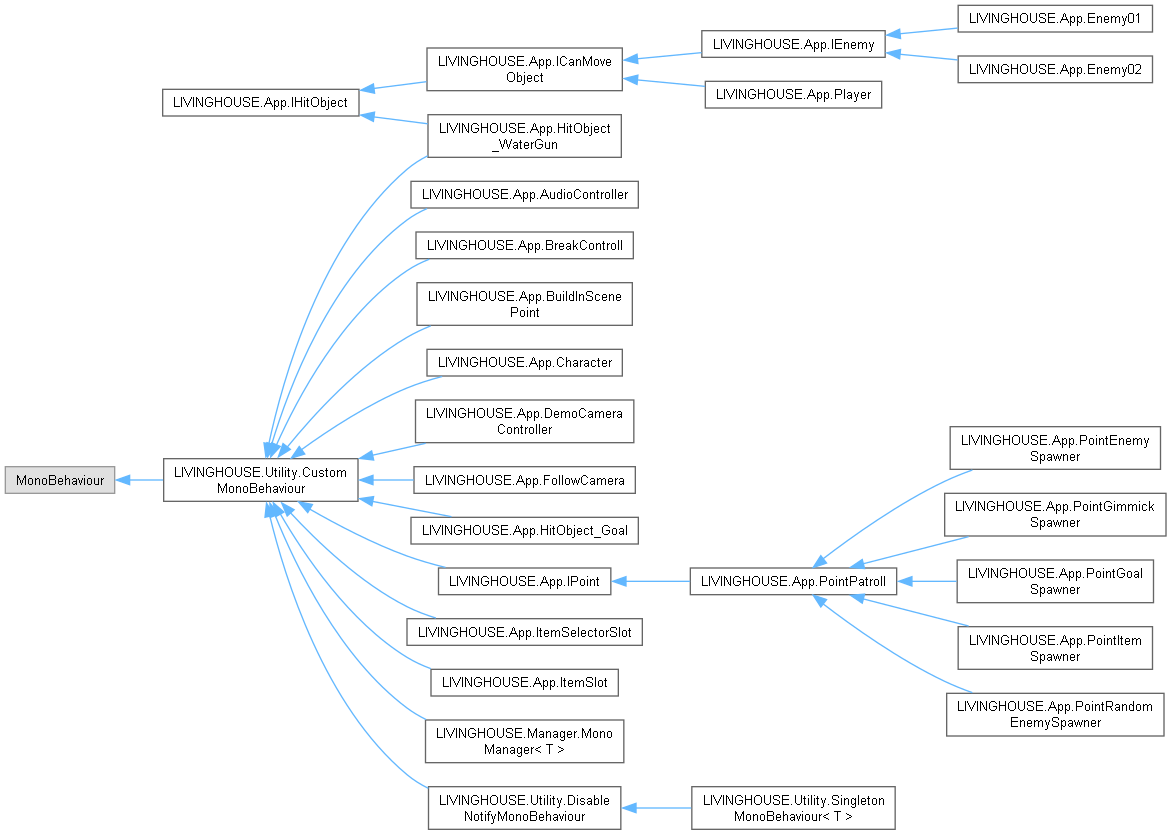 LIVINGHOUSE.App.Enemy01
LIVINGHOUSE.App.IEnemy
LIVINGHOUSE.App.Enemy02
LIVINGHOUSE.App.ICanMove
Object
LIVINGHOUSE.App.Player
LIVINGHOUSE.App.IHitObject
LIVINGHOUSE.App.HitObject
_WaterGun
LIVINGHOUSE.App.AudioController
LIVINGHOUSE.App.BreakControll
LIVINGHOUSE.App.BuildInScene
Point
LIVINGHOUSE.App.Character
LIVINGHOUSE.App.DemoCamera
Controller
MonoBehaviour
LIVINGHOUSE.Utility.Custom
MonoBehaviour
LIVINGHOUSE.App.FollowCamera
LIVINGHOUSE.App.HitObject_Goal
LIVINGHOUSE.App.IPoint
LIVINGHOUSE.App.PointPatroll
LIVINGHOUSE.App.PointEnemy
Spawner
LIVINGHOUSE.App.PointGimmick
Spawner
LIVINGHOUSE.App.PointGoal
Spawner
LIVINGHOUSE.App.PointItem
Spawner
LIVINGHOUSE.App.PointRandom
EnemySpawner
LIVINGHOUSE.App.ItemSelectorSlot
LIVINGHOUSE.App.ItemSlot
LIVINGHOUSE.Manager.Mono
Manager< T >
LIVINGHOUSE.Utility.Disable
NotifyMonoBehaviour
LIVINGHOUSE.Utility.Singleton
MonoBehaviour< T >